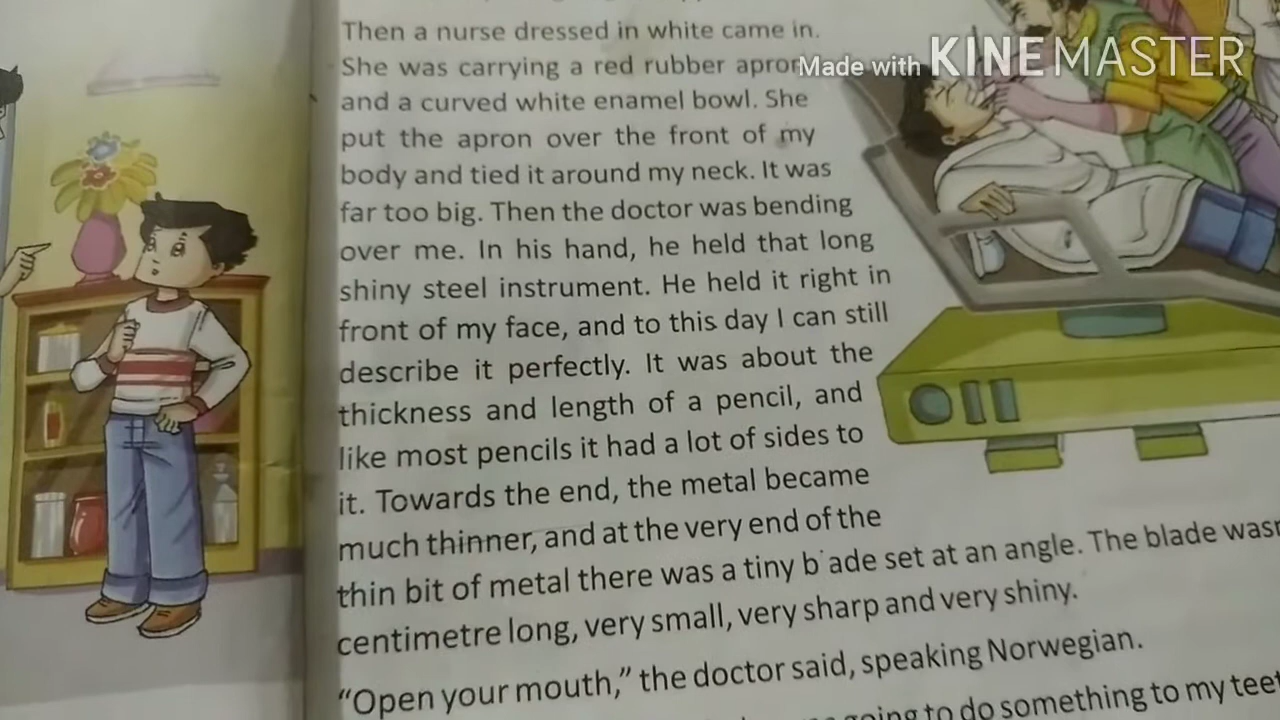 Then a nurse dressed in white came in.
She was carrying a red rubber apron
Made with KINEMASTER
and a curved white enamel bowl. She
put the apron over the front of my
body and tied it around my neck. It was
far too big. Then the doctor was bending
over me. In his hand, he held that long
shiny steel instrument. He held it right in
front of my face, and to this day I can still
describe it perfectly. It was about the
thickness and length of a pencil, and
like most pencils it had a lot of sides to
it. Towards the end, the metal became
much thinner, and at the very end of the
thin bit of metal there was a tiny b ade set at an angle. The blade
centimetre long, very small, very sharp and very shiny.
“Open your mouth,” the doctor said, speaking Norwegian.
going to do something to my